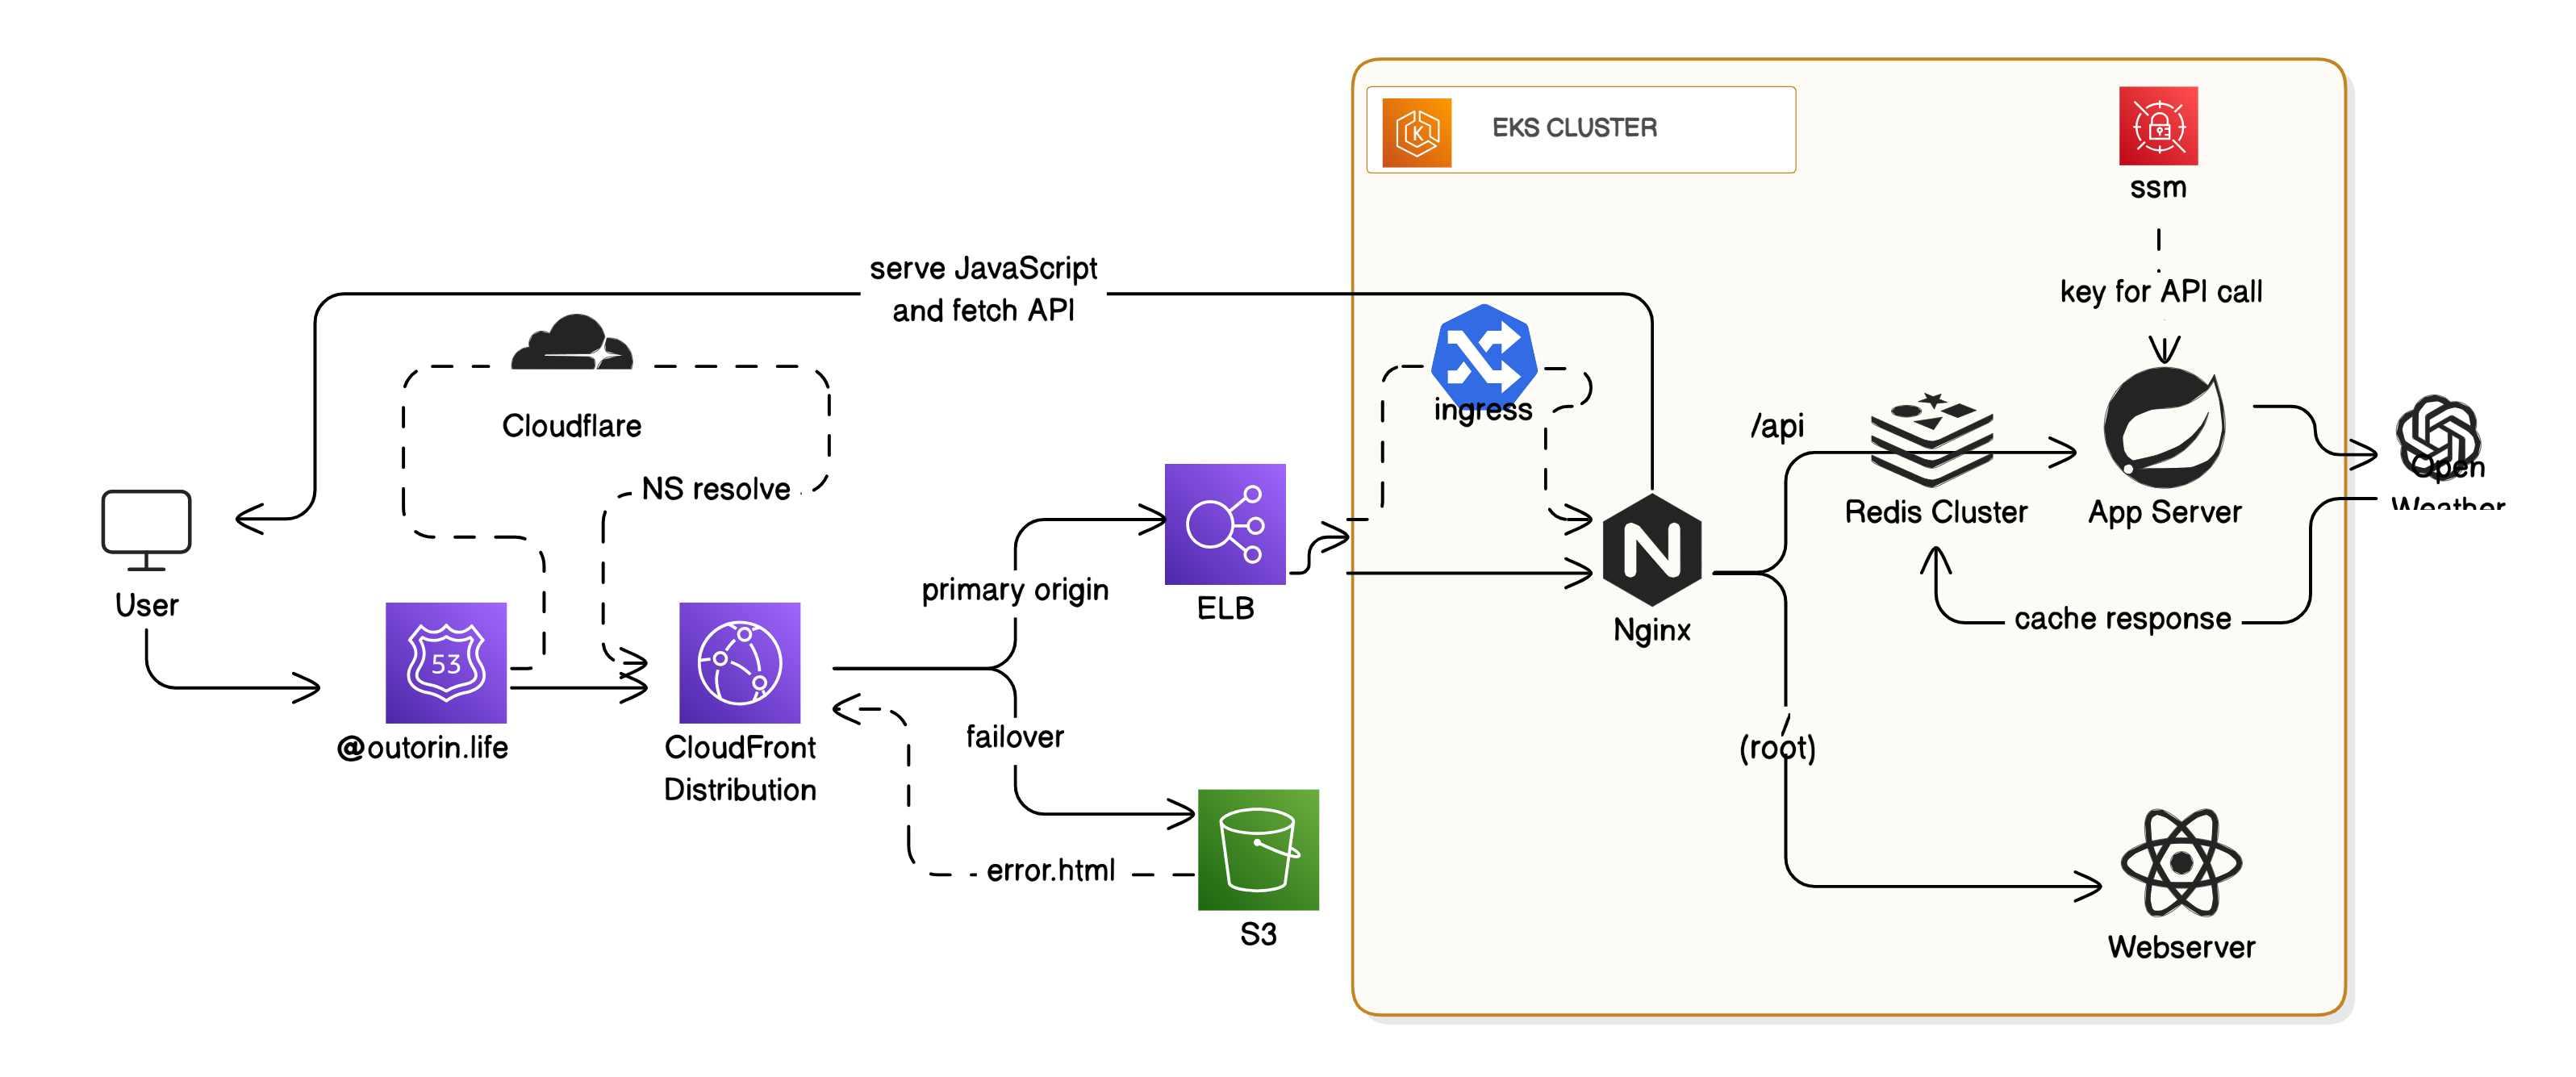 EKS CLUSTER
ssm
key for API call
serve JavaScript
and fetch API
ingress
Cloudflare
NS resolve
/api
Open
Weather
Redis Cluster
App Server
User
53
primary origin
ELB
N
Nginx
cache response
@outorin.life
CloudFront
Distribution
failover
/
(root)
error.html
S3
Webserver
K